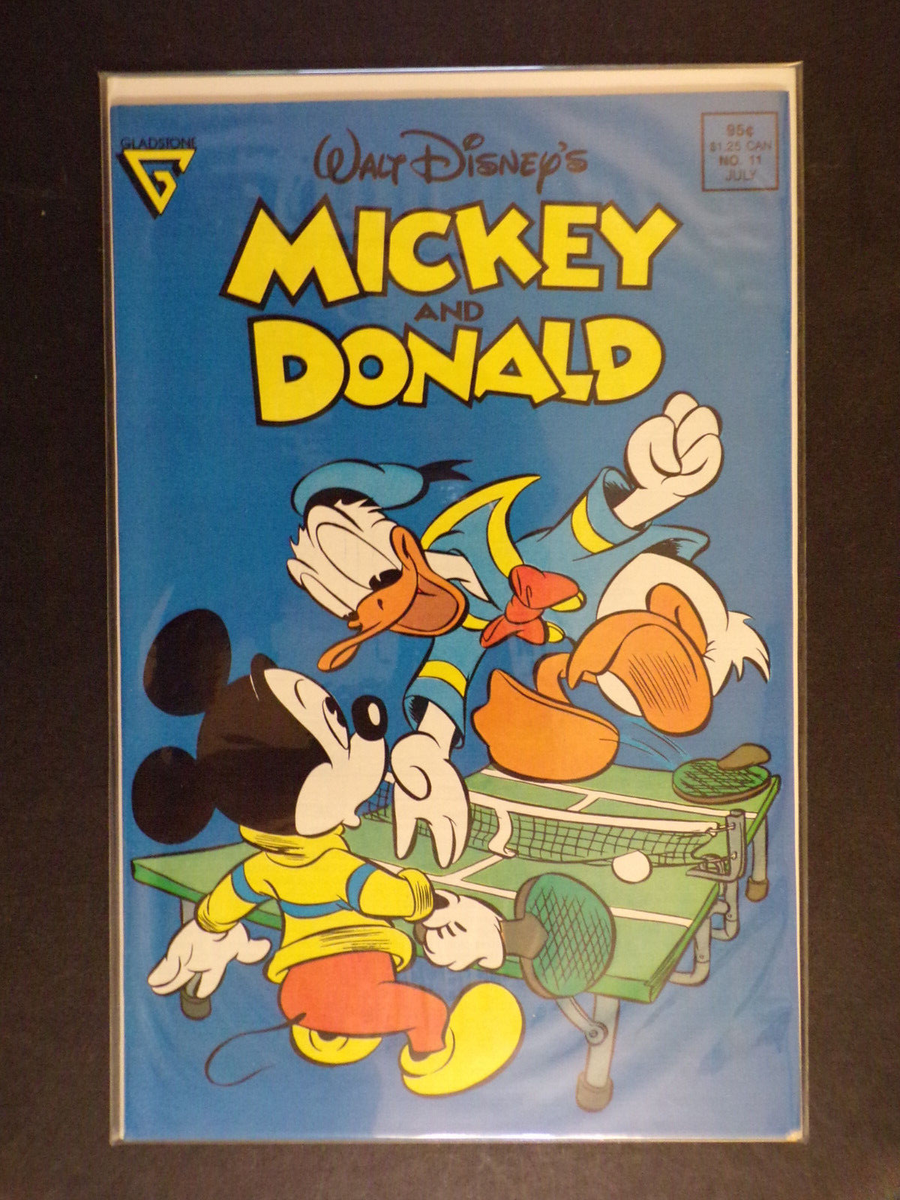 GLADSTONE
G
WALT DISNEY'S
MICKEY
AND
DONALD
95¢
$1.25 CAN
NO. 11
JULY